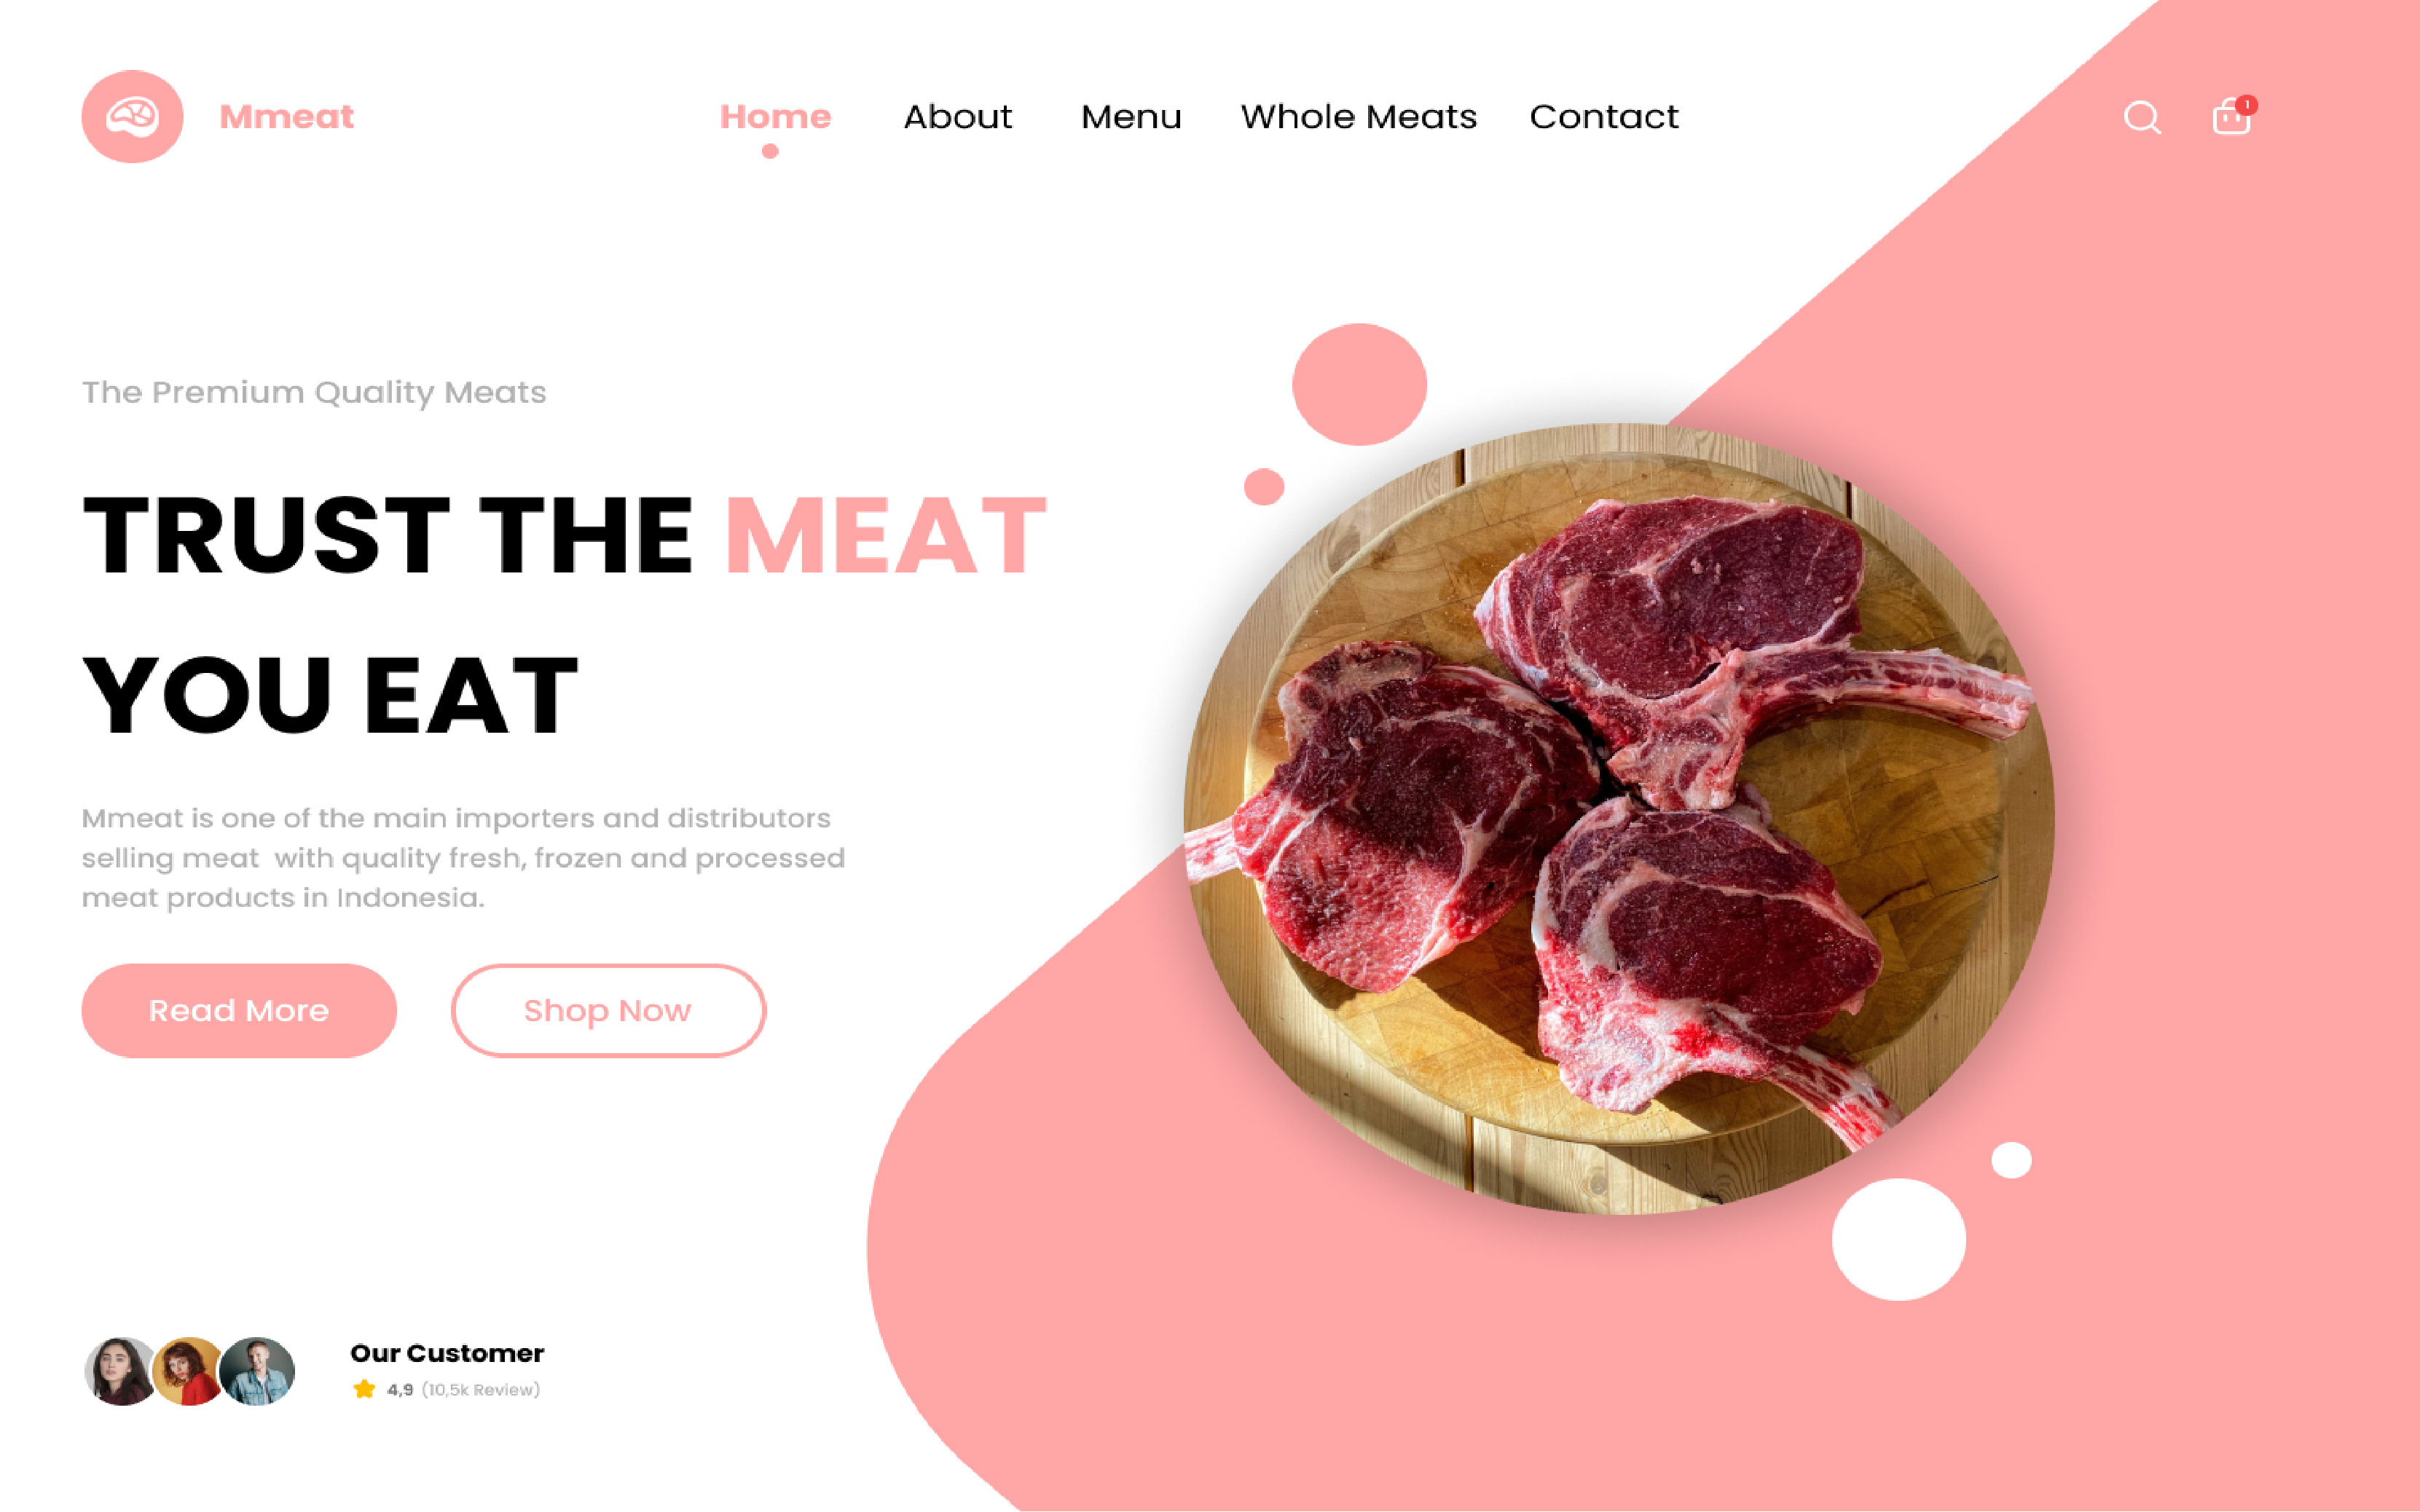 Mmeat
Home
About
Menu
Whole Meats
Contact
1
The Premium Quality Meats
TRUST THE MEAT
YOU EAT
Mmeat is one of the main importers and distributors
selling meat  with quality fresh, frozen and processed
meat products in Indonesia.
Read More
Shop Now
Our Customer
4,9 (10,5k Review)